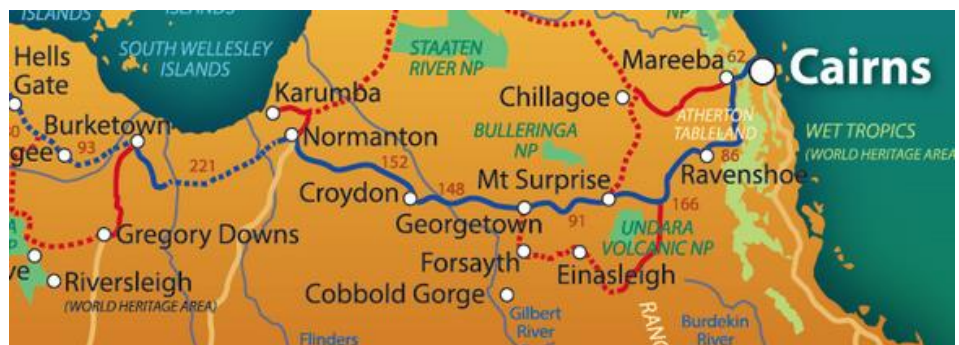 ISLANDS
ISLANDS
NP
Hells
Gate
SOUTH WELLESLEY
ISLANDS
STAATEN
RIVER NP
Mareeba
62
Cairns
Karumba
Chillagoe
ATHERTON
TABLELAND
WET TROPICS
(WORLD HERITAGE AREA)
Burketown
93
221
Normanton
BULLERINGA
NP
152
86
Ravenshoe
Croydon
148
Mt Surprise
166
Georgetown
91
UNDARA
VOLCANIC NP
Gregory Downs
Forsayth
Einasleigh
Riversleigh
(WORLD HERITAGE AREA)
Cobbold Gorge
Gilbert
River
Burdekin
River
Flinders